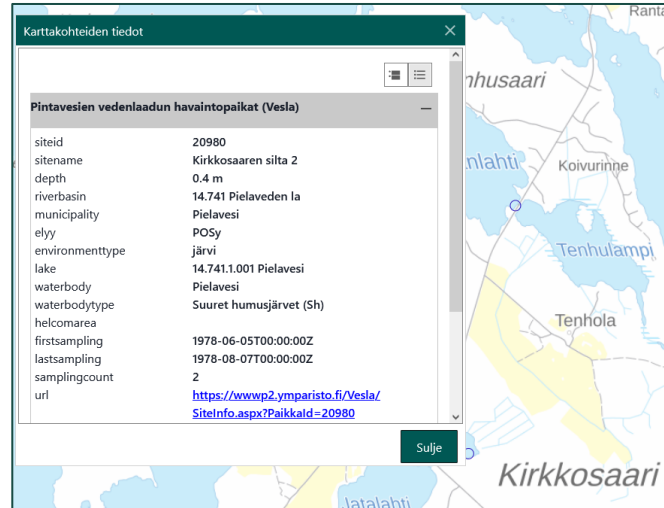 Karttakohteiden tiedot
Pintavesien vedenlaadun havaintopaikat (Vesla)
siteid 20980
sitename Kirkkosaaren silta 2
depth 0.4 m
riverbasin 14.741 Pielaveden la
municipality Pielavesi
elyy POSy
environmenttype järvi
lake 14.741.1.001 Pielavesi
waterbody Pielavesi
waterbodytype Suuret humusjärvet (Sh)
helcomarea
firstsampling 1978-06-05T00:00:00Z
lastsampling 1978-08-07T00:00:00Z
samplingcount 2
url https://wwwp2.ymparisto.fi/Vesla/
SiteInfo.aspx?PaikkaId=20980
Sulje
Ranta
nhusaari
nlahti
Koivurinne
Tenhulampi
Tenhola
Kirkkosaari
Jatalahti